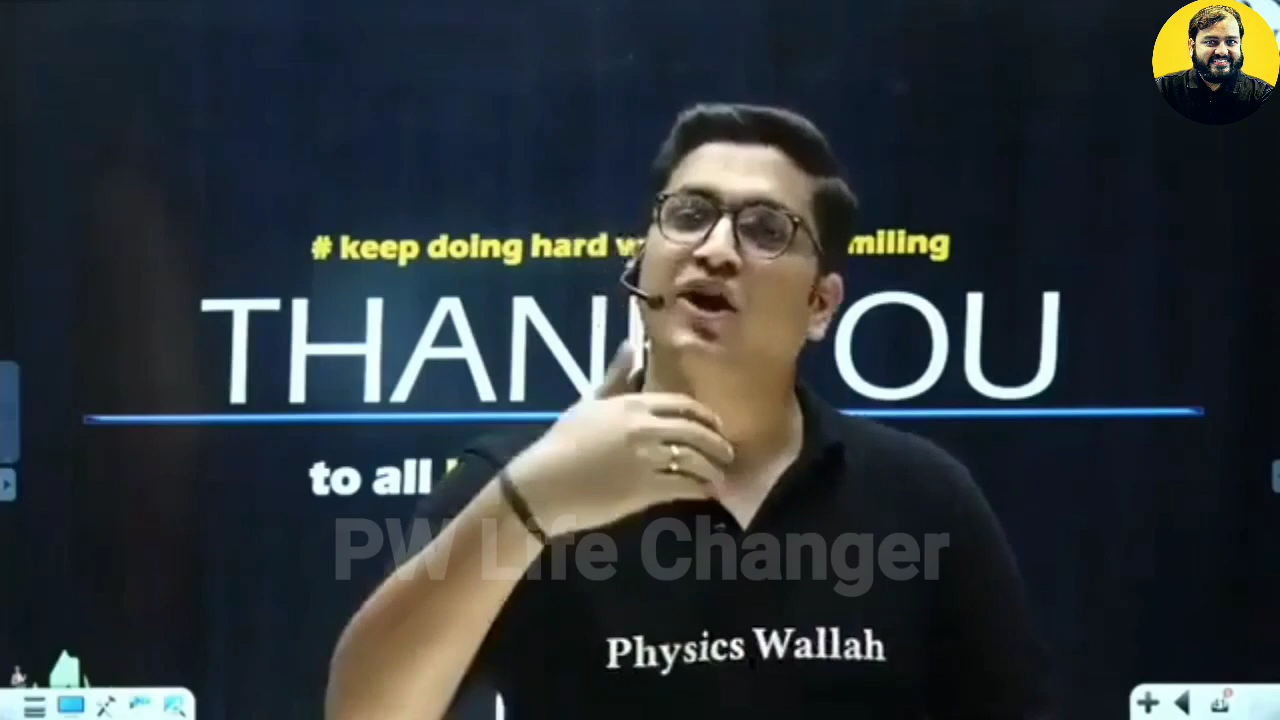 # keep doing hard w miling
THAN OU
to all
PW Life Changer
Physics Wallah